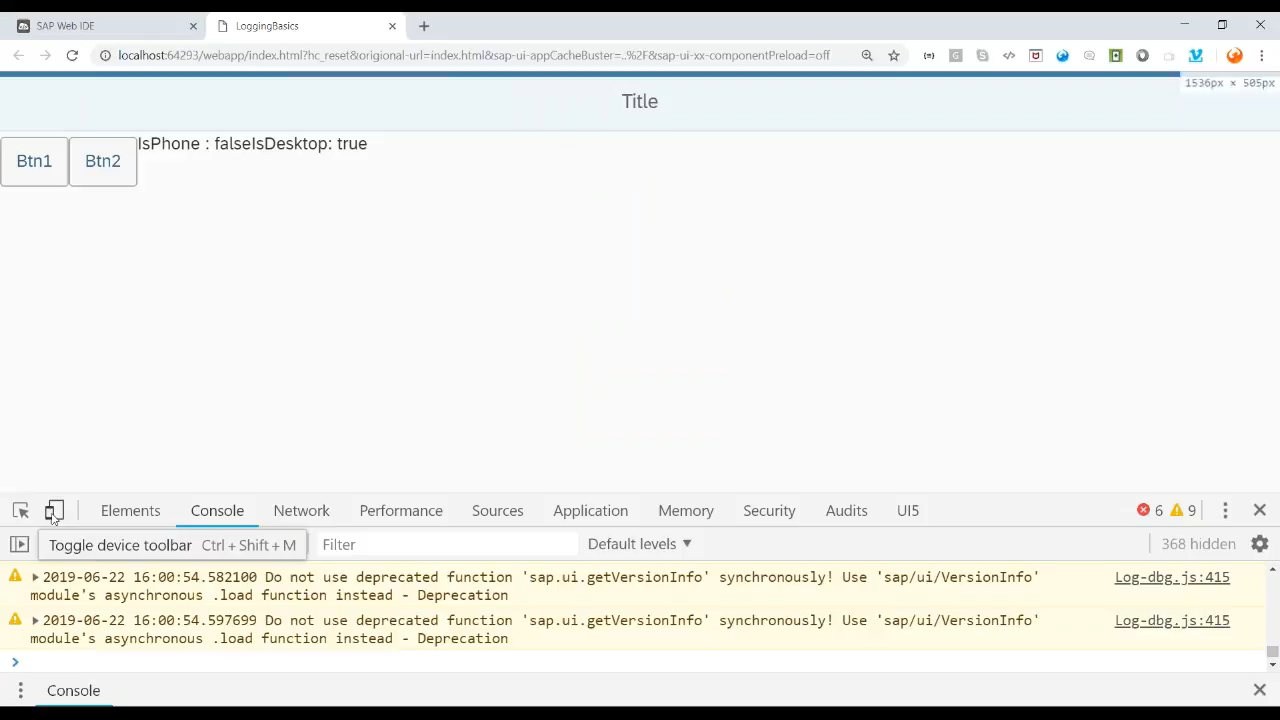 SAP Web IDE
LoggingBasics
localhost:64293/webapp/index.html?hc_reset&origional-url=index.html&sap-ui-appCacheBuster=..%2F&sap-ui-xx-componentPreload=off
1536px × 505px
Title
Btn1 Btn2 IsPhone : falseIsDesktop: true
Elements Console Network Performance Sources Application Memory Security Audits UI5 6 9
Toggle device toolbar Ctrl + Shift + M Filter Default levels ▼ 368 hidden
2019-06-22 16:00:54.582100 Do not use deprecated function 'sap.ui.getVersionInfo' synchronously! Use 'sap/ui/VersionInfo' Log-dbg.js:415
module's asynchronous .load function instead - Deprecation
2019-06-22 16:00:54.597699 Do not use deprecated function 'sap.ui.getVersionInfo' synchronously! Use 'sap/ui/VersionInfo' Log-dbg.js:415
module's asynchronous .load function instead - Deprecation
Console